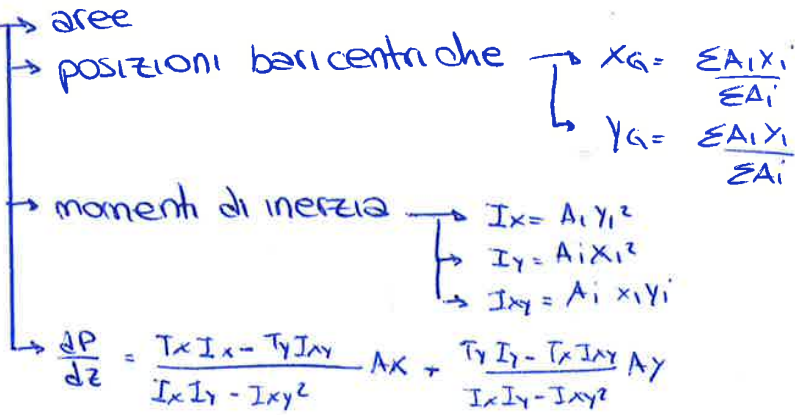 → aree
→ posizioni baricentriche → XG = ΣAiXi / ΣAi
→ YG = ΣAiYi / ΣAi
→ momenti di inerzia → Ix = Ai Yi²
→ Iy = Ai Xi²
→ Ixy = Ai xi yi
→ dP/dz = (Tx Ix - Ty Ixy) / (Ix Iy - Ixy²) AX + (Ty Iy - Tx Ixy) / (Ix Iy - Ixy²) AY